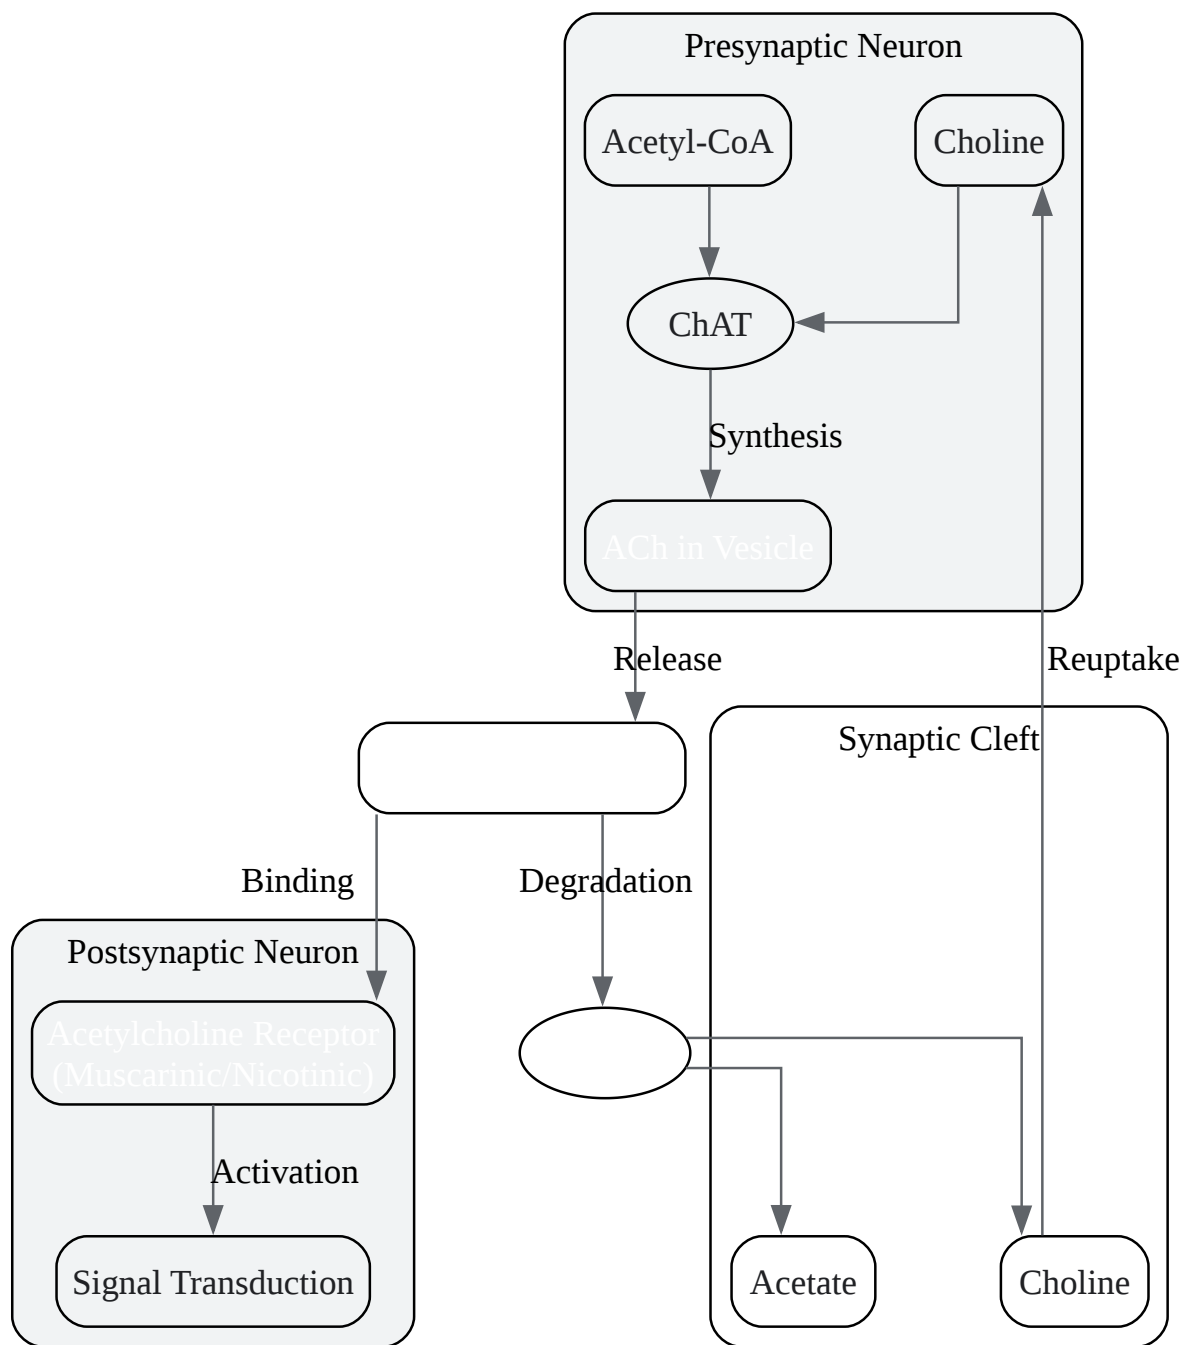 Presynaptic Neuron
Acetyl-CoA
Choline
ChAT
Synthesis
ACh in Vesicle
Release
Reuptake
Synaptic Cleft
Binding
Degradation
Postsynaptic Neuron
Acetylcholine Receptor
(Muscarinic/Nicotinic)
Activation
Signal Transduction
Acetate
Choline